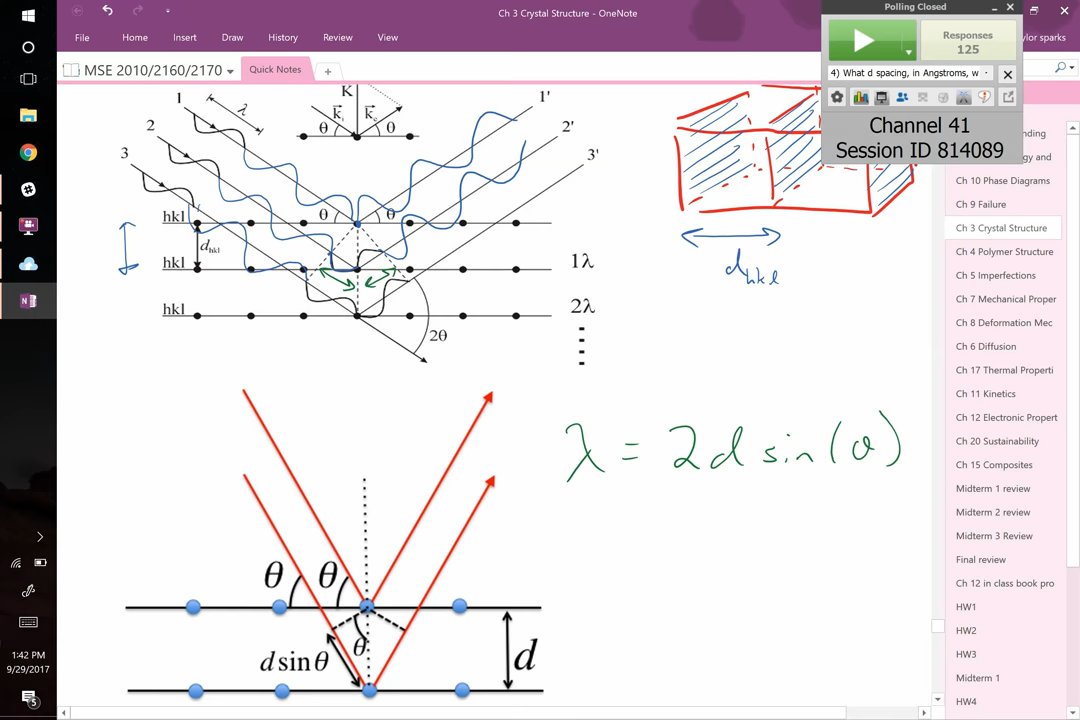 Ch 3 Crystal Structure - OneNote
Polling Closed
File Home Insert Draw History Review View
Responses
125
MSE 2010/2160/2170
Quick Notes
4) What d spacing, in Angstroms, w
Channel 41
Session ID 814089
K
1
λ
k
k
1'
2
θ
θ
2'
3
3'
hkl
θ
θ
d hkl
hkl
1λ
hkl
2λ
2θ
dhkl
λ = 2d sin(θ)
θ
θ
θ
d sin θ
d
Ch 10 Phase Diagrams
Ch 9 Failure
Ch 3 Crystal Structure
Ch 4 Polymer Structure
Ch 5 Imperfections
Ch 7 Mechanical Proper
Ch 8 Deformation Mec
Ch 6 Diffusion
Ch 17 Thermal Properti
Ch 11 Kinetics
Ch 12 Electronic Propert
Ch 20 Sustainability
Ch 15 Composites
Midterm 1 review
Midterm 2 review
Midterm 3 Review
Final review
Ch 12 in class book pro
HW1
HW2
HW3
Midterm 1
HW4
1:42 PM
9/29/2017
5